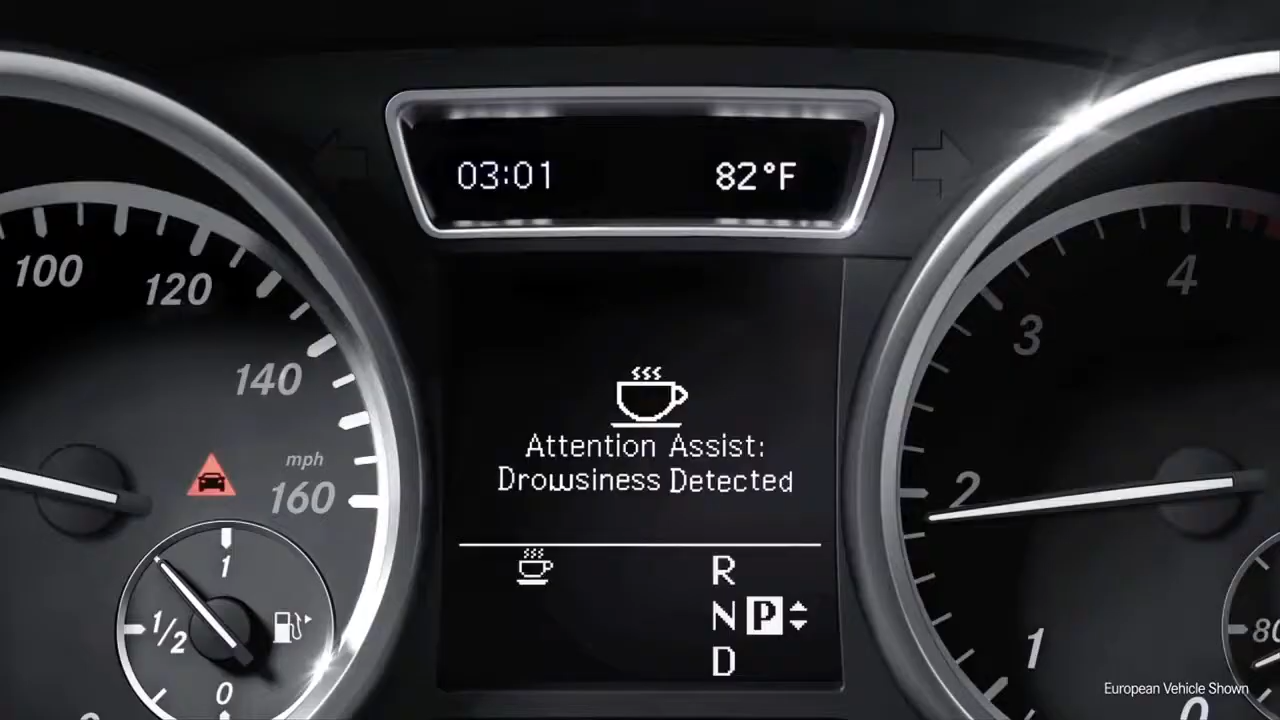 03:01 82°F
100
120
140
mph
160
1
1/2
0
Attention Assist:
Drowsiness Detected
R
N P
D
4
3
2
1
0
80
European Vehicle Shown